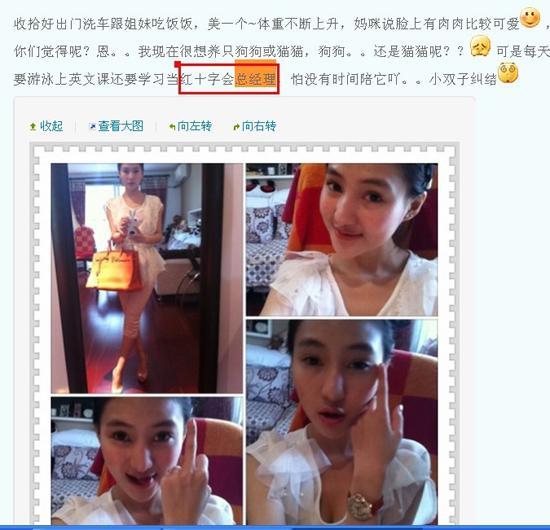 收拾好出门洗车跟姐妹吃饭饭，美一个~体重不断上升，妈咪说脸上有肉肉比较可爱，
你们觉得呢？恩。。我现在很想养只狗狗或猫猫，狗狗。。还是猫猫呢？？可是每天
要游泳上英文课还要学习当红十字会总经理 怕没有时间陪它吖。。小双子纠结
收起 查看大图 向左转 向右转